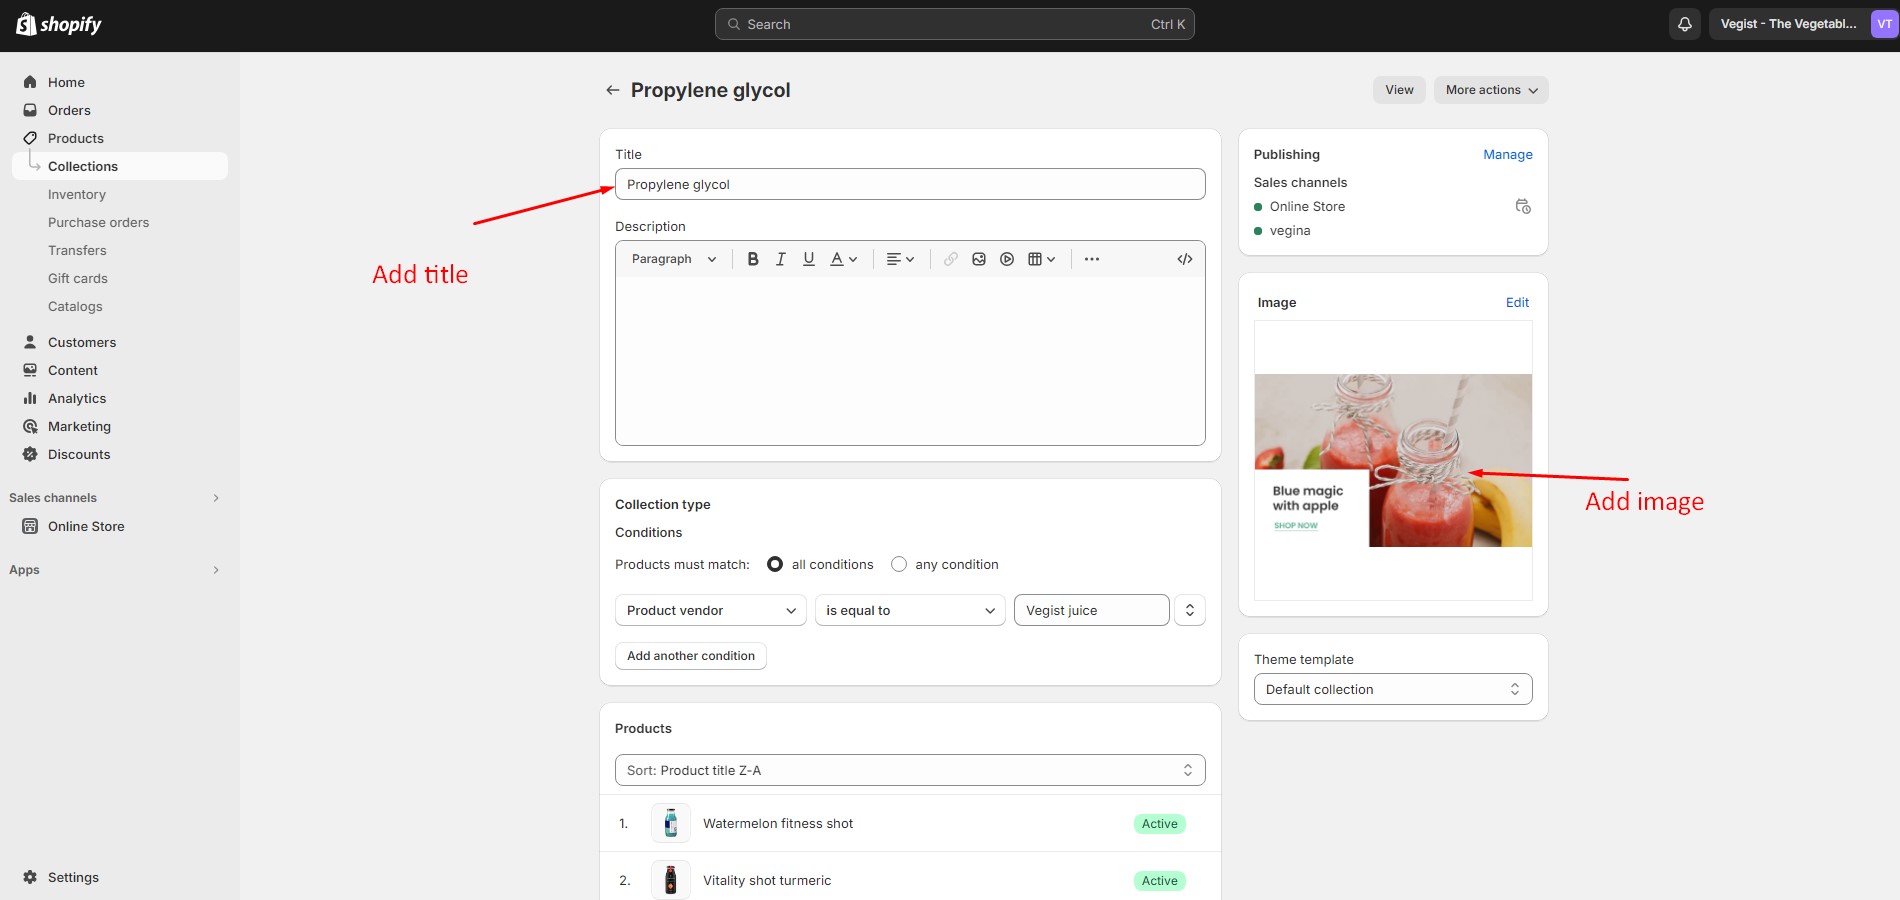 shopify
Search
Ctrl K
Vegist - The Vegetabl...
VT
Home
Orders
Products
Collections
Inventory
Purchase orders
Transfers
Gift cards
Catalogs
Customers
Content
Analytics
Marketing
Discounts
Sales channels
Online Store
Apps
Settings
Propylene glycol
View
More actions
Title
Propylene glycol
Add title
Description
Paragraph
B I U A
Collection type
Conditions
Products must match: all conditions any condition
Product vendor is equal to Vegist juice
Add another condition
Products
Sort: Product title Z-A
1. Watermelon fitness shot Active
2. Vitality shot turmeric Active
Publishing
Manage
Sales channels
Online Store
vegina
Image
Edit
Blue magic
with apple
SHOP NOW
Add image
Theme template
Default collection